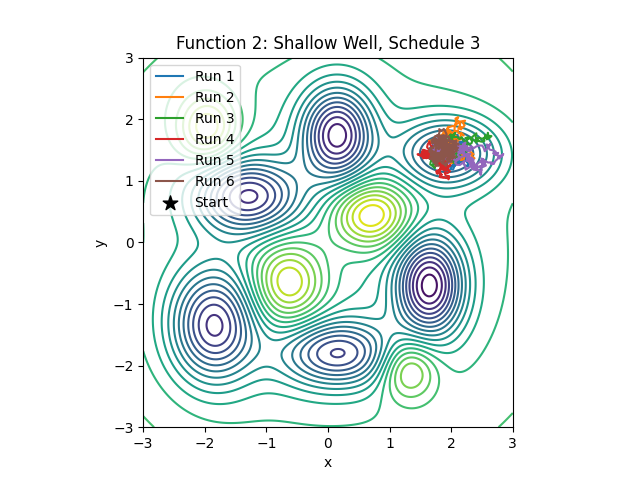 Function 2: Shallow Well, Schedule 3
Run 1
Run 2
Run 3
Run 4
Run 5
Run 6
Start
3
2
1
0
−1
−2
−3
y
−3 −2 −1 0 1 2 3
x